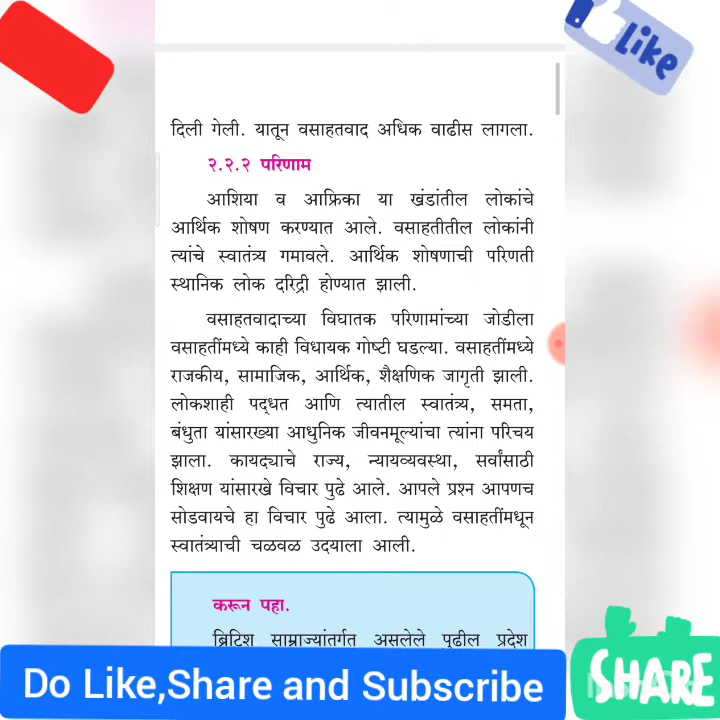 Like
दिली गेली. यातून वसाहतवाद अधिक वाढीस लागला.
२.२.२ परिणाम
आशिया व आफ्रिका या खंडांतील लोकांचे
आर्थिक शोषण करण्यात आले. वसाहतीतील लोकांनी
त्यांचे स्वातंत्र्य गमावले. आर्थिक शोषणाची परिणती
स्थानिक लोक दरिद्री होण्यात झाली.
वसाहतवादाच्या विघातक परिणामांच्या जोडीला
वसाहतींमध्ये काही विधायक गोष्टी घडल्या. वसाहतींमध्ये
राजकीय, सामाजिक, आर्थिक, शैक्षणिक जागृती झाली.
लोकशाही पद्धत आणि त्यातील स्वातंत्र्य, समता,
बंधुता यांसारख्या आधुनिक जीवनमूल्यांचा त्यांना परिचय
झाला. कायद्याचे राज्य, न्यायव्यवस्था, सर्वांसाठी
शिक्षण यांसारखे विचार पुढे आले. आपले प्रश्न आपणच
सोडवायचे हा विचार पुढे आला. त्यामुळे वसाहतींमधून
स्वातंत्र्याची चळवळ उदयाला आली.
करून पहा.
ब्रिटिश साम्राज्यांतर्गत असलेले पुढील प्रदेश
Do Like,Share and Subscribe
SHARE